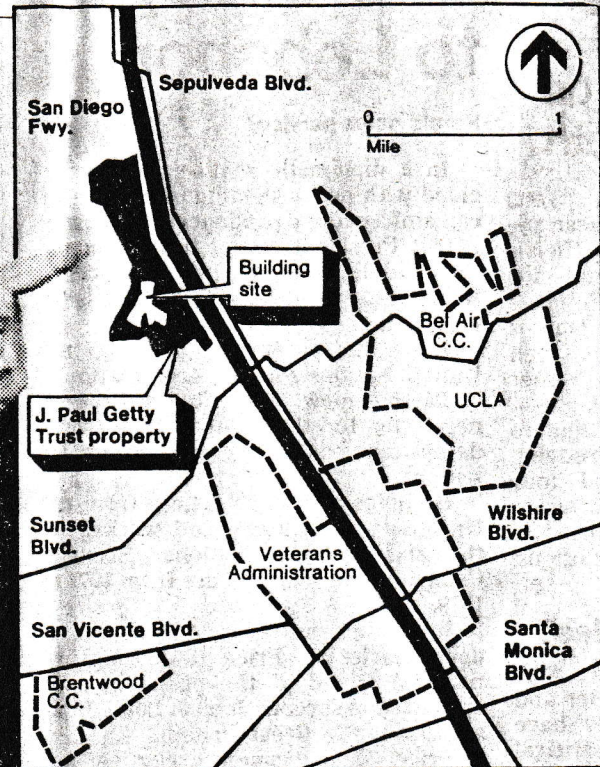 Sepulveda Blvd.
San Diego
Fwy.
0
1
Mile
Building
site
Bel Air
C.C.
UCLA
J. Paul Getty
Trust property
Sunset
Blvd.
Wilshire
Blvd.
Veterans
Administration
San Vicente Blvd.
Santa
Monica
Blvd.
Brentwood
C.C.